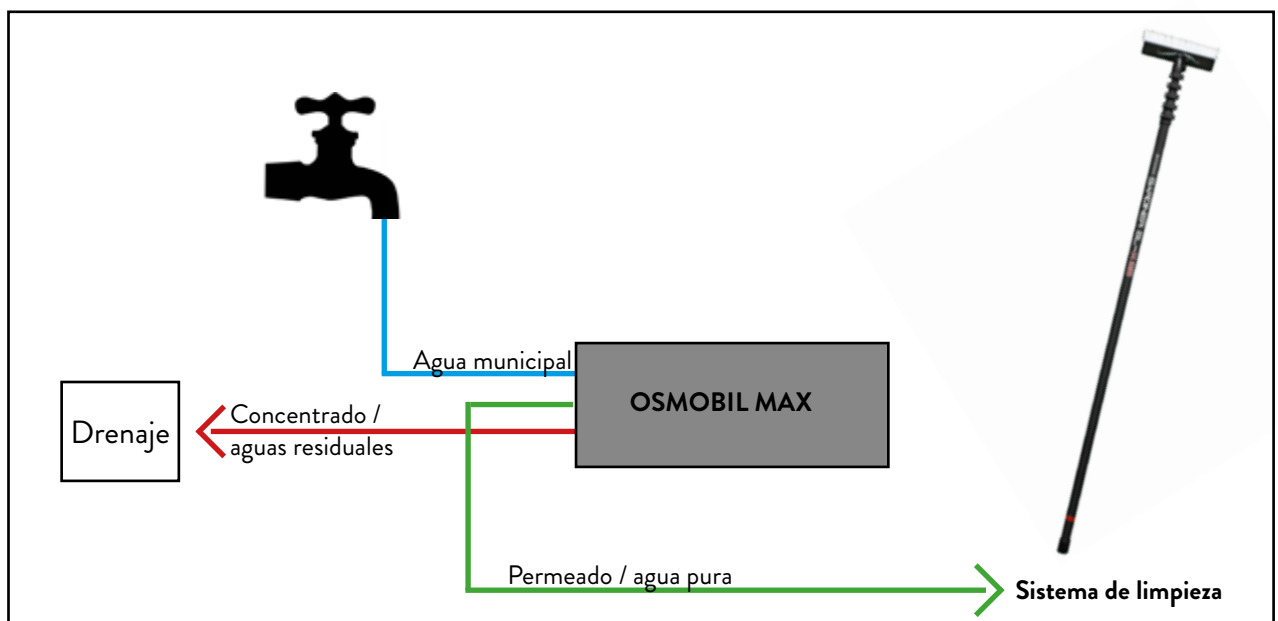 Agua municipal
OSMOBIL MAX
Drenaje
Concentrado /
aguas residuales
Permeado / agua pura
Sistema de limpieza